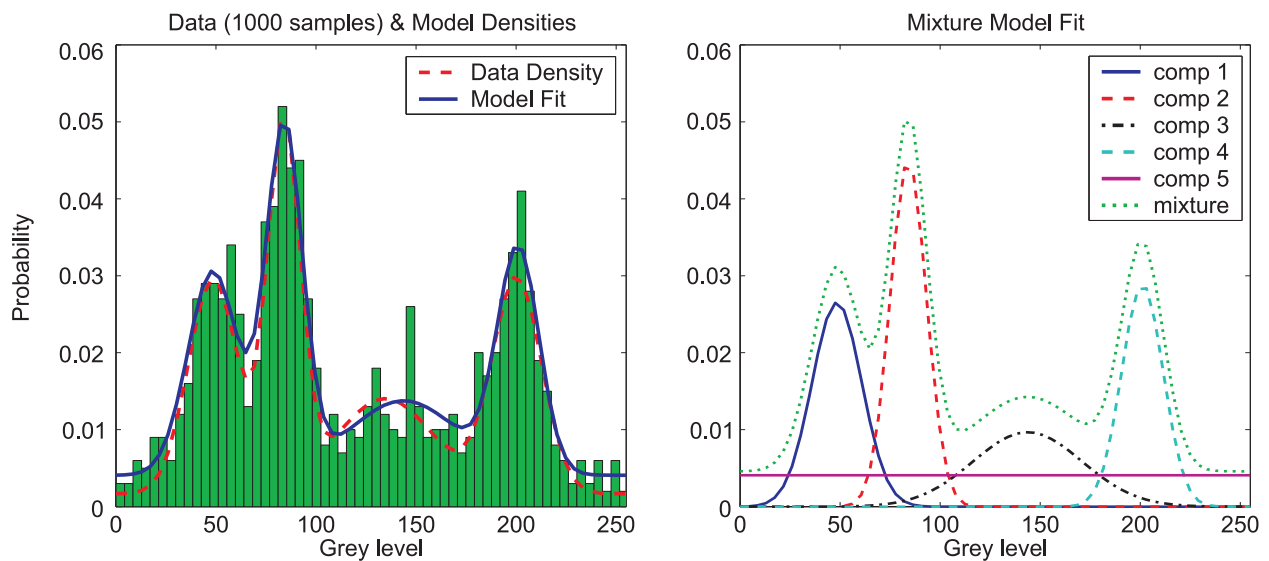 Data (1000 samples) & Model Densities
0.06
0.05
0.04
0.03
0.02
0.01
0
Probability
Data Density
Model Fit
0 50 100 150 200 250
Grey level
Mixture Model Fit
0.06
0.05
0.04
0.03
0.02
0.01
0
comp 1
comp 2
comp 3
comp 4
comp 5
mixture
0 50 100 150 200 250
Grey level